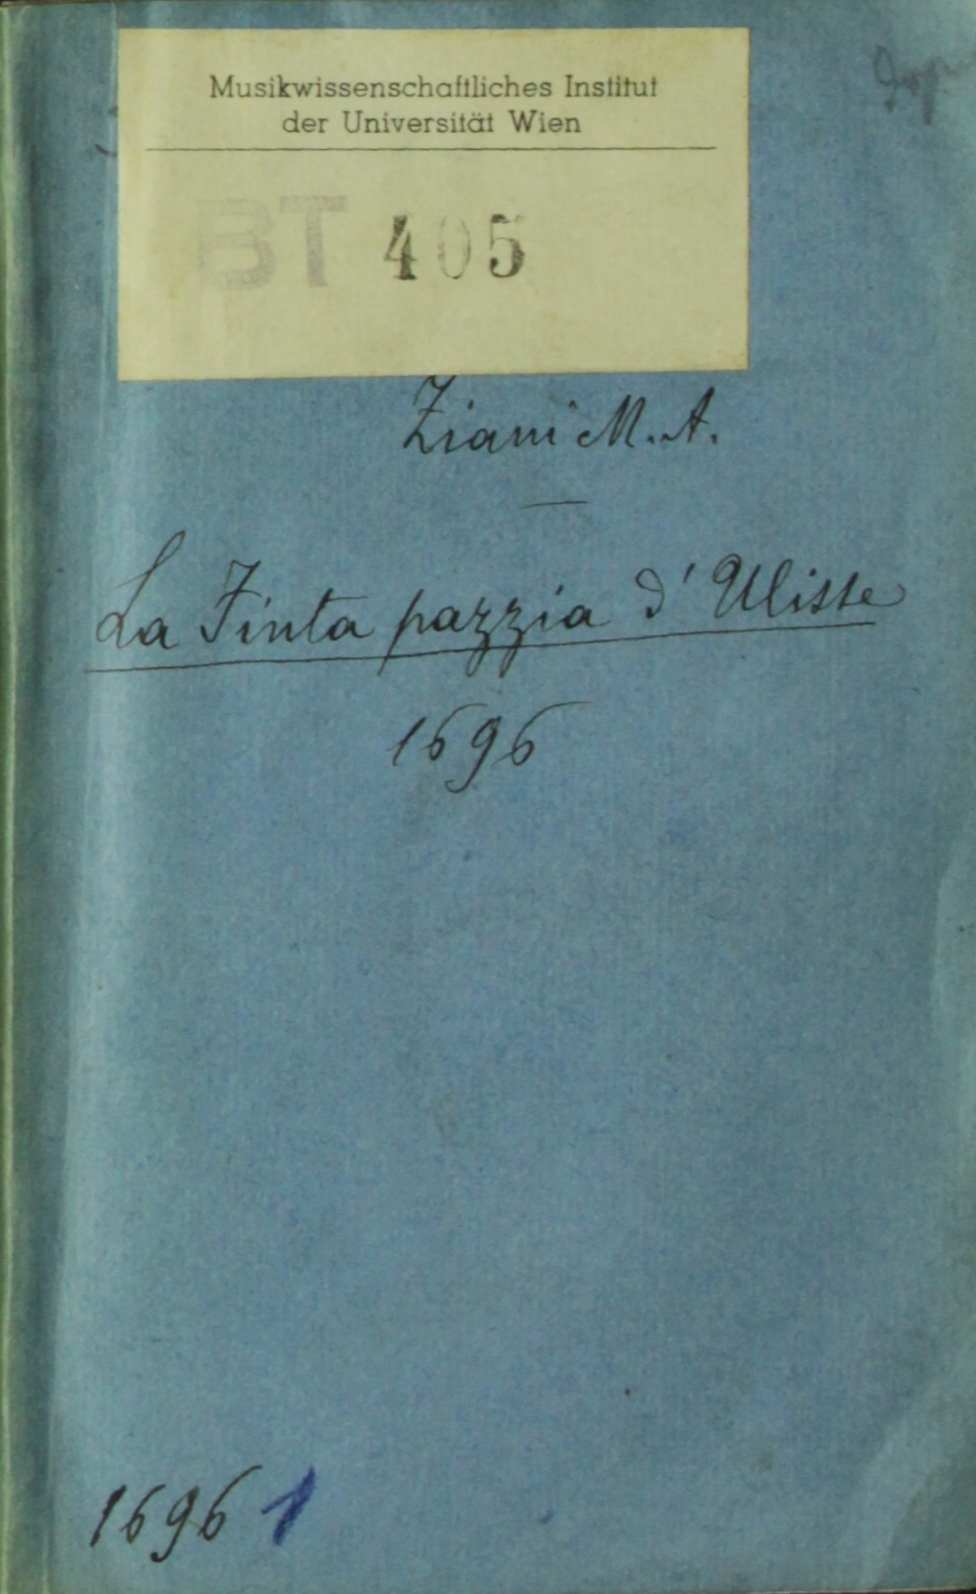 Musikwissenschaftliches Institut
der Universität Wien
BT 405
Ziani M. A.
La Finta pazzia d' Ulisse
1696
1696 1